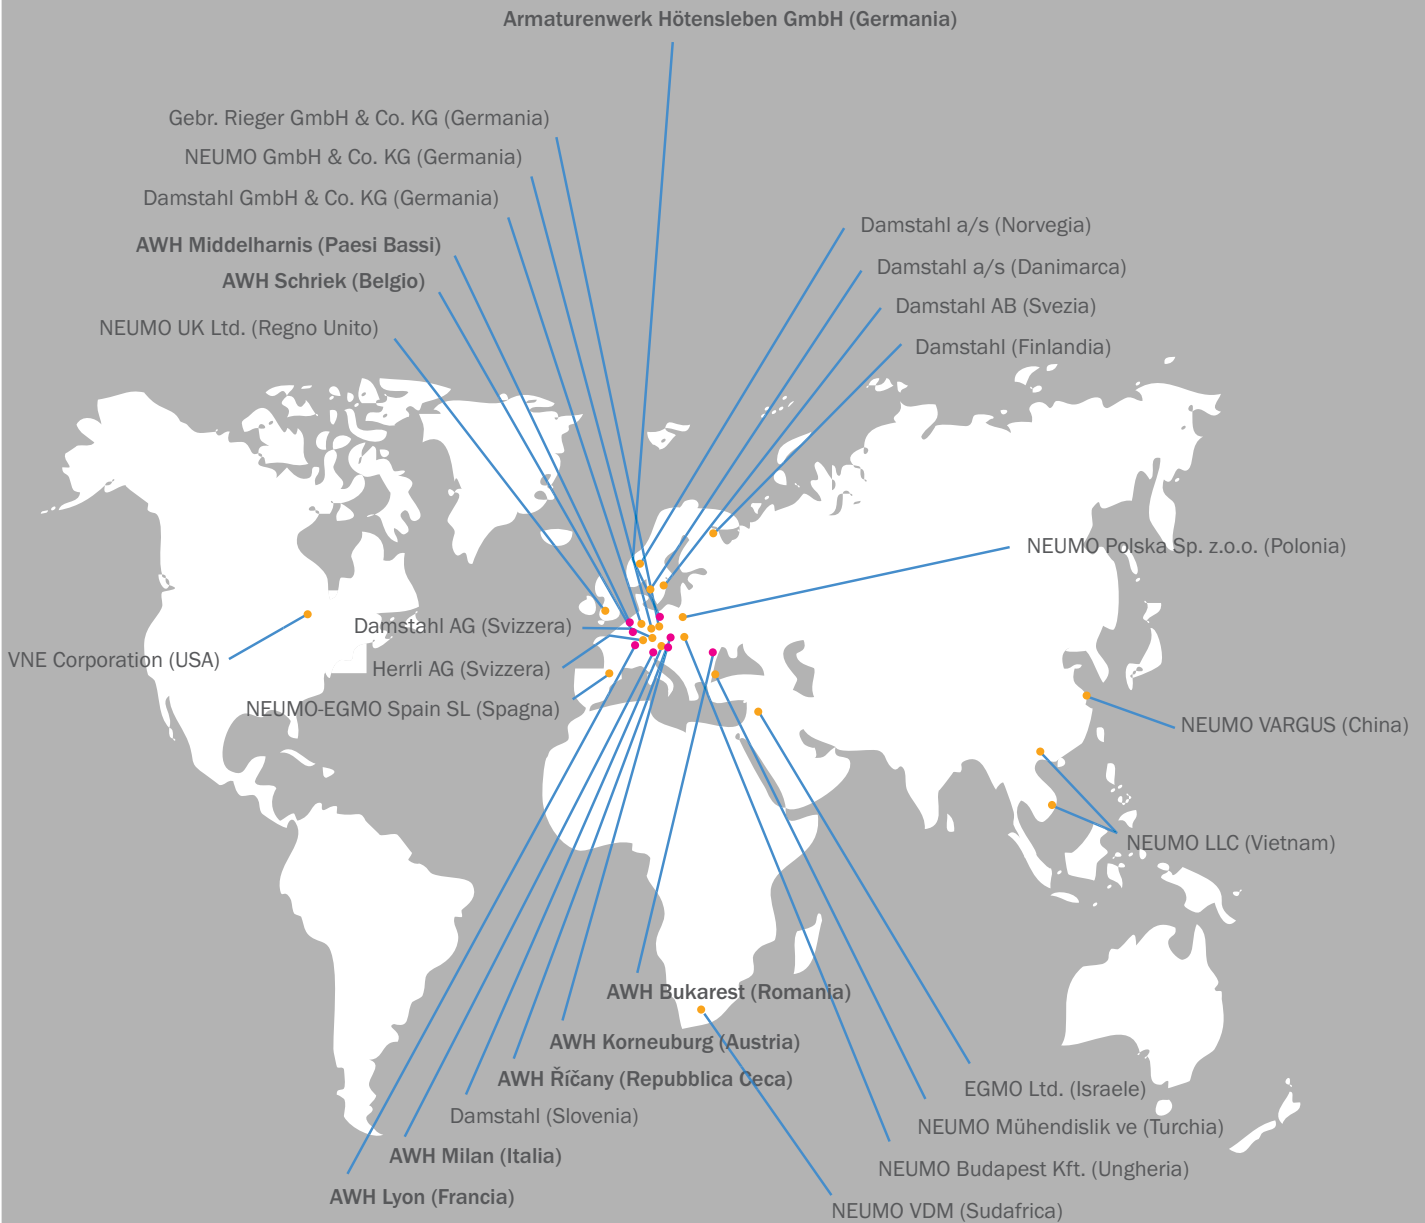 Armaturenwerk Hötensleben GmbH (Germania)
Gebr. Rieger GmbH & Co. KG (Germania)
NEUMO GmbH & Co. KG (Germania)
Damstahl GmbH & Co. KG (Germania)
AWH Middelharnis (Paesi Bassi)
AWH Schriek (Belgio)
NEUMO UK Ltd. (Regno Unito)
Damstahl a/s (Norvegia)
Damstahl a/s (Danimarca)
Damstahl AB (Svezia)
Damstahl (Finlandia)
NEUMO Polska Sp. z.o.o. (Polonia)
Damstahl AG (Svizzera)
VNE Corporation (USA)
Herrli AG (Svizzera)
NEUMO-EGMO Spain SL (Spagna)
NEUMO VARGUS (China)
NEUMO LLC (Vietnam)
AWH Bukarest (Romania)
AWH Korneuburg (Austria)
AWH Říčany (Repubblica Ceca)
Damstahl (Slovenia)
AWH Milan (Italia)
AWH Lyon (Francia)
EGMO Ltd. (Israele)
NEUMO Mühendislik ve (Turchia)
NEUMO Budapest Kft. (Ungheria)
NEUMO VDM (Sudafrica)